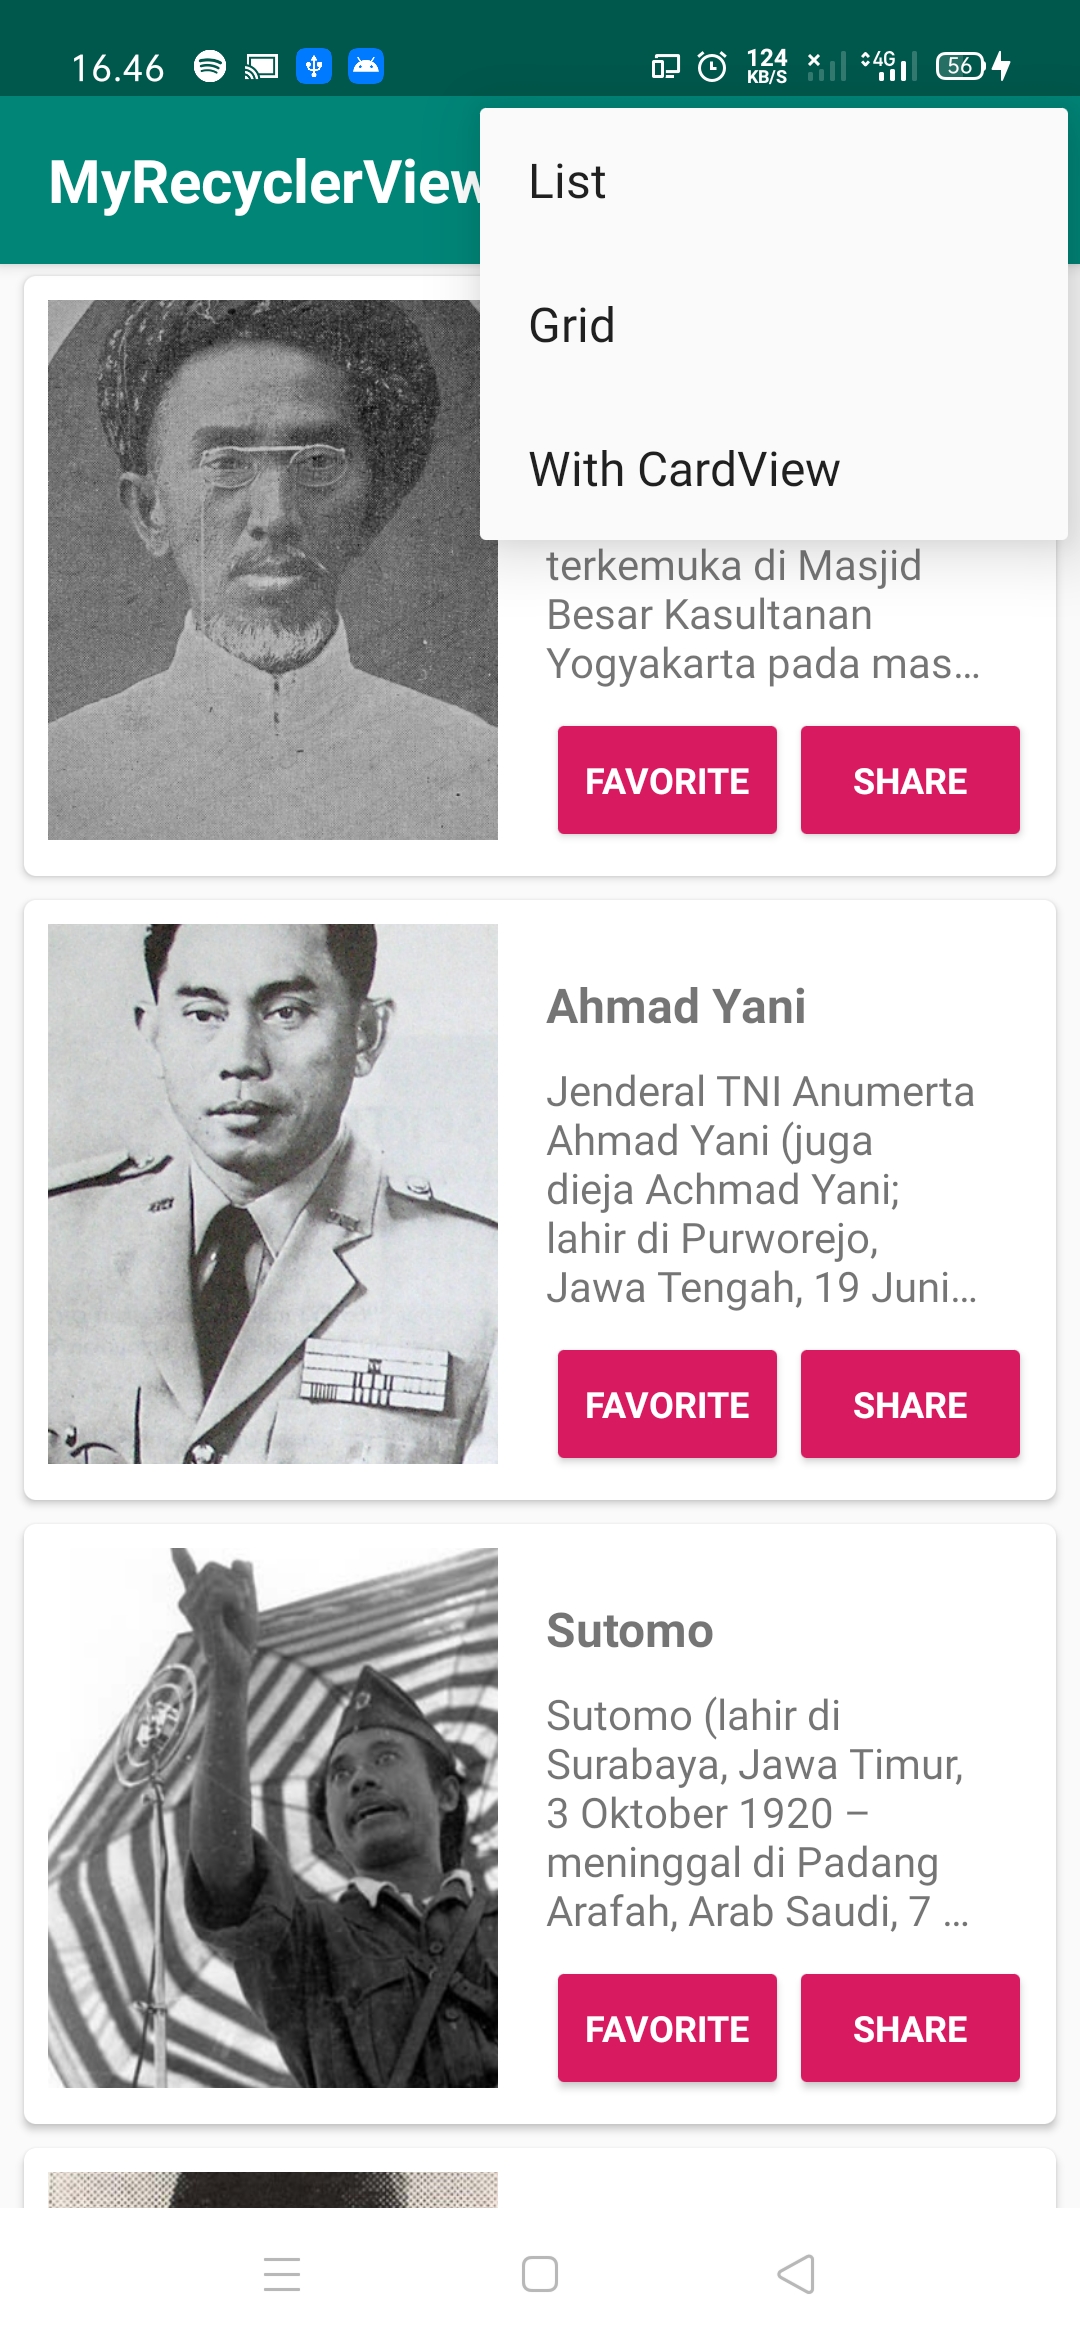 16.46
124
KB/S
4G
56
MyRecyclerView
List
Grid
With CardView
terkemuka di Masjid
Besar Kasultanan
Yogyakarta pada mas...
FAVORITE
SHARE
Ahmad Yani
Jenderal TNI Anumerta
Ahmad Yani (juga
dieja Achmad Yani;
lahir di Purworejo,
Jawa Tengah, 19 Juni...
FAVORITE
SHARE
Sutomo
Sutomo (lahir di
Surabaya, Jawa Timur,
3 Oktober 1920 –
meninggal di Padang
Arafah, Arab Saudi, 7 ...
FAVORITE
SHARE